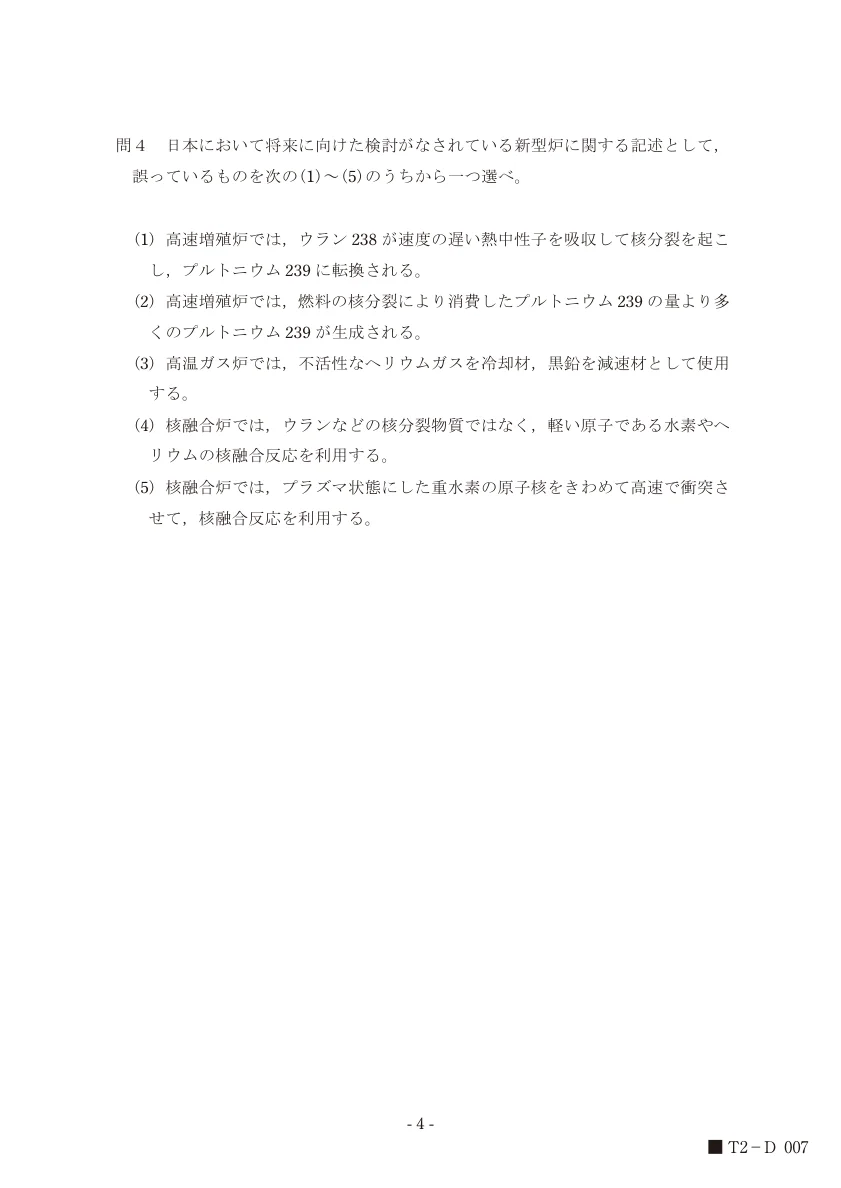 問４　日本において将来に向けた検討がなされている新型炉に関する記述として，
誤っているものを次の(1)～(5)のうちから一つ選べ。
(1) 高速増殖炉では，ウラン 238 が速度の遅い熱中性子を吸収して核分裂を起こ
し，プルトニウム 239 に転換される。
(2) 高速増殖炉では，燃料の核分裂により消費したプルトニウム 239 の量より多
くのプルトニウム 239 が生成される。
(3) 高温ガス炉では，不活性なヘリウムガスを冷却材，黒鉛を減速材として使用
する。
(4) 核融合炉では，ウランなどの核分裂物質ではなく，軽い原子である水素やヘ
リウムの核融合反応を利用する。
(5) 核融合炉では，プラズマ状態にした重水素の原子核をきわめて高速で衝突さ
せて，核融合反応を利用する。
- 4 -
■ T2－D 007